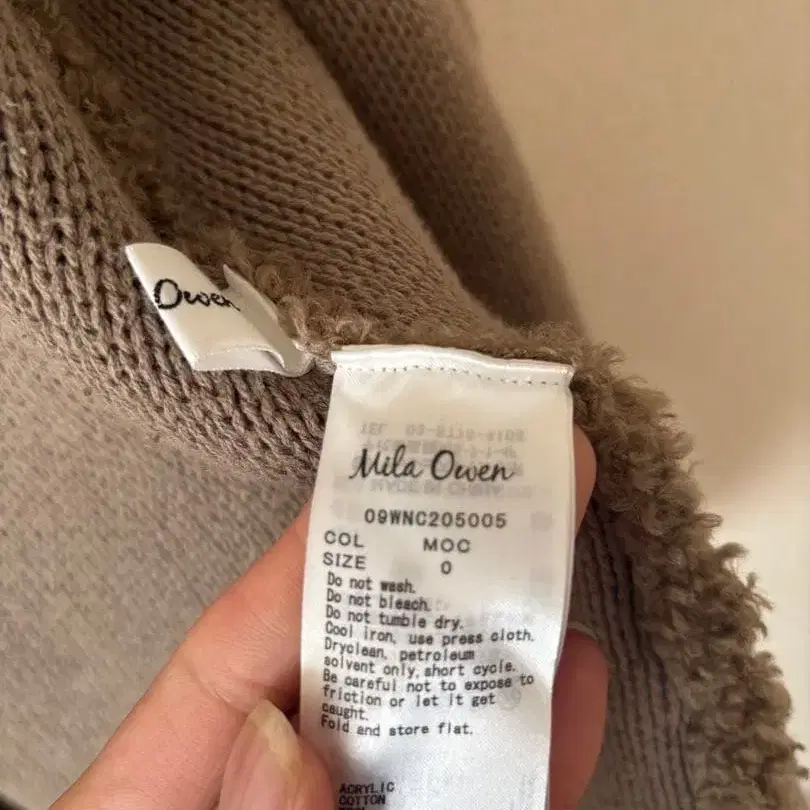 Owen
Mila Owen
09WNC205005
COL MOC
SIZE 0
Do not wash.
Do not bleach.
Do not tumble dry.
Cool iron, use press cloth.
Dryclean, petroleum
solvent only, short cycle.
Be careful not to expose to
friction or let it get
caught.
Fold and store flat.
ACRYLIC
COTTON